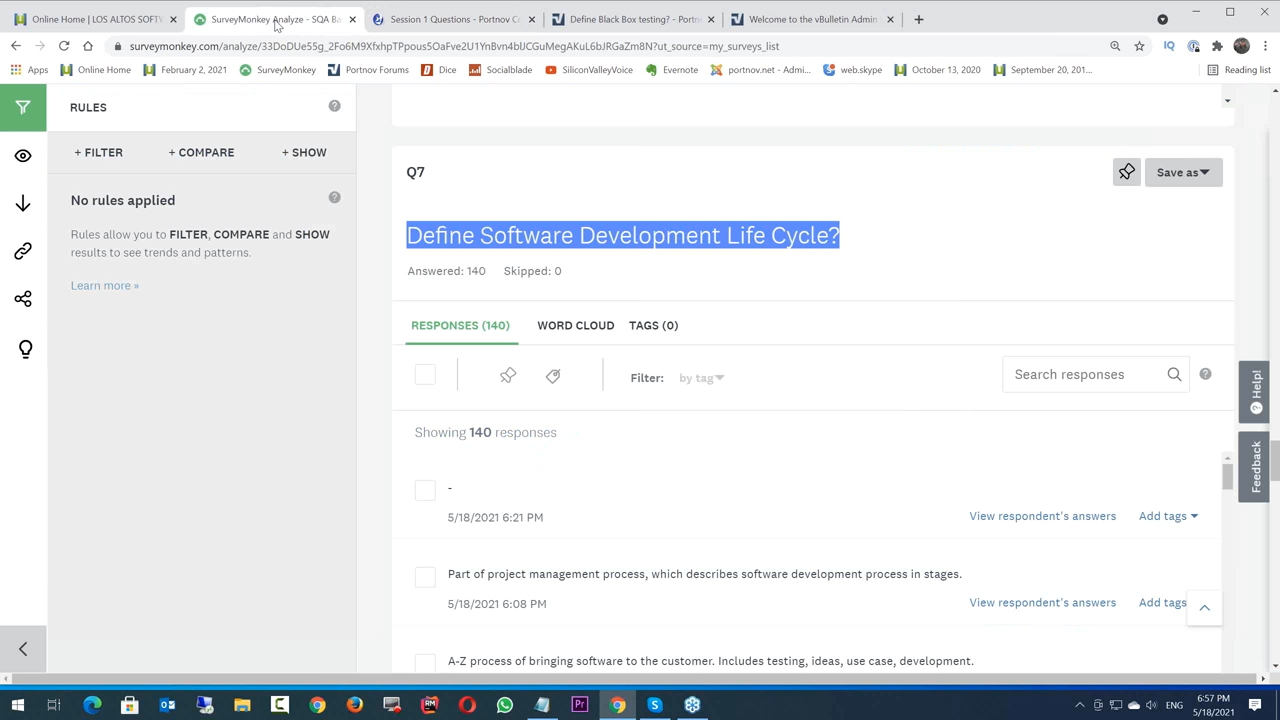 Online Home | LOS ALTOS SOFTW
SurveyMonkey Analyze - SQA Ba
Session 1 Questions - Portnov C
Define Black Box testing? - Portn
Welcome to the vBulletin Admin
surveymonkey.com/analyze/33DoDUe55g_2Fo6M9XfxhpTPpous5OaFve2U1YnBvn4bUCGuMegAKuL6bJRGaZm8N?ut_source=my_surveys_list
Apps
Online Home
February 2, 2021
SurveyMonkey
Portnov Forums
Dice
Socialblade
SiliconValleyVoice
Evernote
portnov.net - Admi...
web.skype
October 13, 2020
September 20, 201...
Reading list
RULES
+ FILTER
+ COMPARE
+ SHOW
No rules applied
Rules allow you to FILTER, COMPARE and SHOW
results to see trends and patterns.
Learn more »
Q7
Save as
Define Software Development Life Cycle?
Answered: 140 Skipped: 0
RESPONSES (140)
WORD CLOUD
TAGS (0)
Filter: by tag
Search responses
Showing 140 responses
-
5/18/2021 6:21 PM
View respondent's answers
Add tags
Part of project management process, which describes software development process in stages.
5/18/2021 6:08 PM
View respondent's answers
Add tags
A-Z process of bringing software to the customer. Includes testing, ideas, use case, development.
Help!
Feedback
6:57 PM
5/18/2021